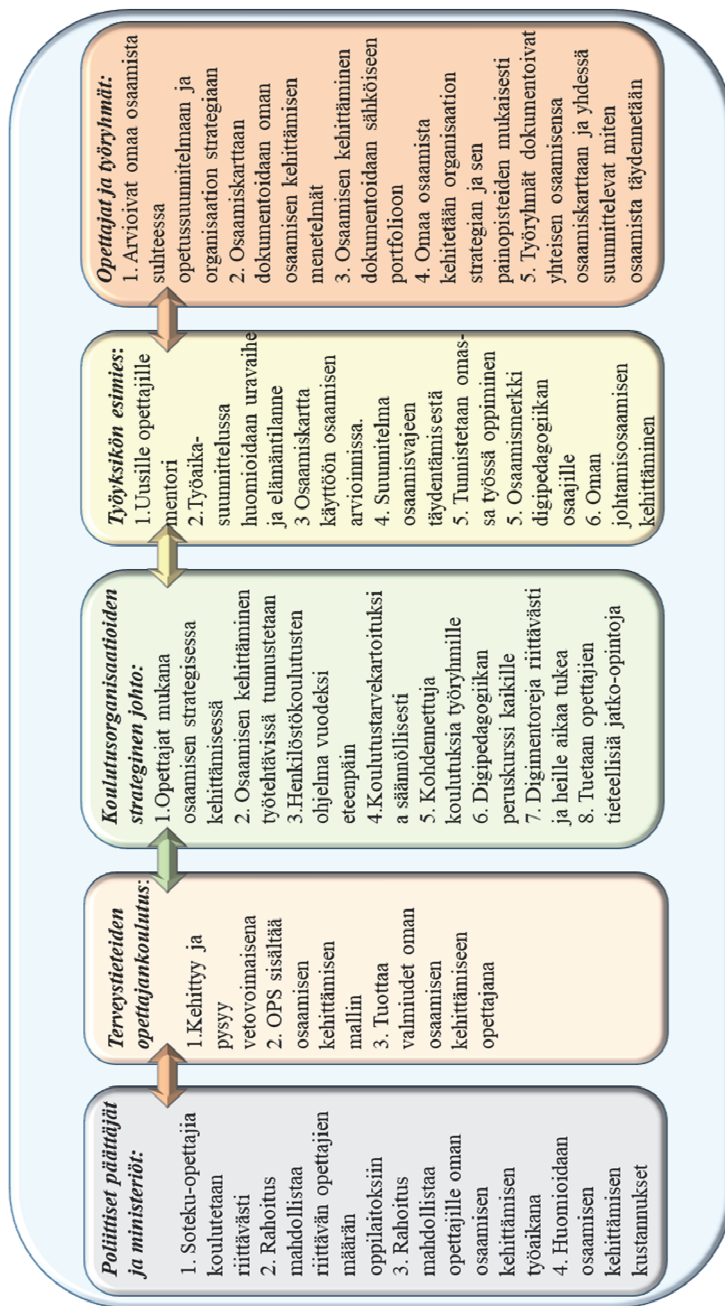 Poliittiset päättäjät
ja ministeriöt:
1. Soteku-opettajia
koulutetaan
riittävästi
2. Rahoitus
mahdollistaa
riittävän opettajien
määrän
oppilaitoksiin
3. Rahoitus
mahdollistaa
opettajille oman
osaamisen
kehittämisen
työaikana
4. Huomioidaan
osaamisen
kehittämisen
kustannukset
Terveystieteiden
opettajankoulutus:
1.Kehittyy ja
pysyy
vetovoimaisena
2. OPS sisältää
osaamisen
kehittämisen
mallin
3. Tuottaa
valmiudet oman
osaamisen
kehittämiseen
opettajana
Koulutusorganisaatioiden
strateginen johto:
1.Opettajat mukana
osaamisen strategisessa
kehittämisessä
2. Osaamisen kehittäminen
työtehtävissä tunnustetaan
3.Henkilöstökoulutusten
ohjelma vuodeksi
eteenpäin
4.Koulutustarvekartoituksi
a säännöllisesti
5. Kohdennettuja
koulutuksia työryhmille
6. Digipedagogiikan
peruskurssi kaikille
7. Digimentoreja riittävästi
ja heille aikaa tukea
8. Tuetaan opettajien
tieteellisiä jatko-opintoja
Työyksikön esimies:
1.Uusille opettajille
mentori
2.Työaika-
suunnittelussa
huomioidaan uravaihe
ja elämäntilanne
3 Osaamiskartta
käyttöön osaamisen
arvioinnissa.
4. Suunnitelma
osaamisvajeen
täydentämisestä
5. Tunnistetaan omas-
sa työssä oppiminen
5. Osaamismerkki
digipedagogiikan
osaajille
6. Oman
johtamisosaamisen
kehittäminen
Opettajat ja työryhmät:
1. Arvioivat omaa osaamista
suhteessa
opetussuunnitelmaan ja
organisaation strategiaan
2. Osaamiskarttaan
dokumentoidaan oman
osaamisen kehittämisen
menetelmät
3. Osaamisen kehittäminen
dokumentoidaan sähköiseen
portfolioon
4. Omaa osaamista
kehitetään organisaation
strategian ja sen
painopisteiden mukaisesti
5. Työryhmät dokumentoivat
yhteisen osaamisensa
osaamiskarttaan ja yhdessä
suunnittelevat miten
osaamista täydennetään